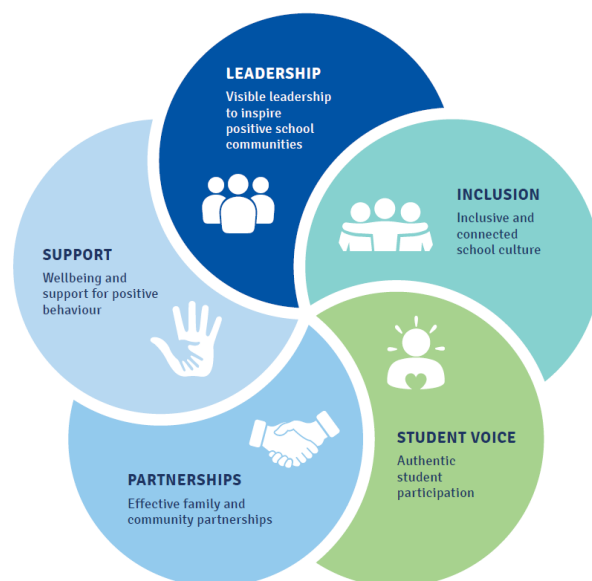 LEADERSHIP
Visible leadership
to inspire
positive school
communities
INCLUSION
Inclusive and
connected
school culture
STUDENT VOICE
Authentic
student
participation
PARTNERSHIPS
Effective family and
community partnerships
SUPPORT
Wellbeing and
support for positive
behaviour